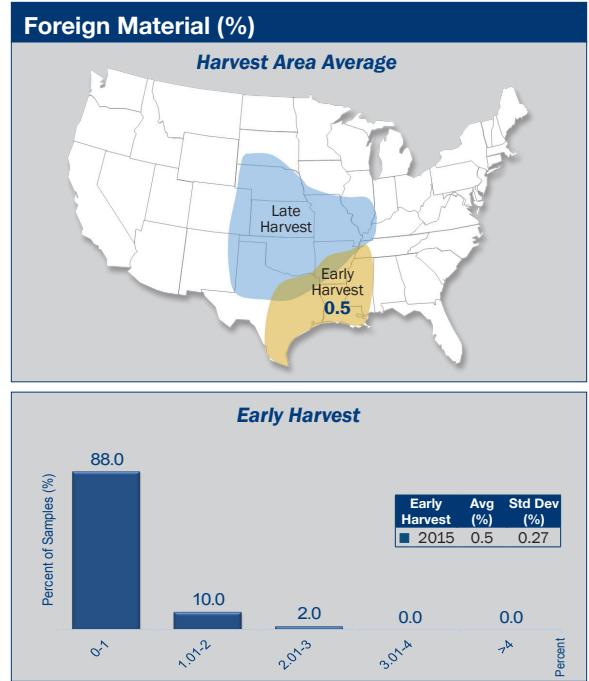 Foreign Material (%)
Harvest Area Average
Late
Harvest
Early
Harvest
0.5
Early Harvest
Percent of Samples (%)
88.0
10.0
2.0
0.0
0.0
Early Harvest Avg (%) Std Dev (%)
2015 0.5 0.27
0-1
1.01-2
2.01-3
3.01-4
>4
Percent